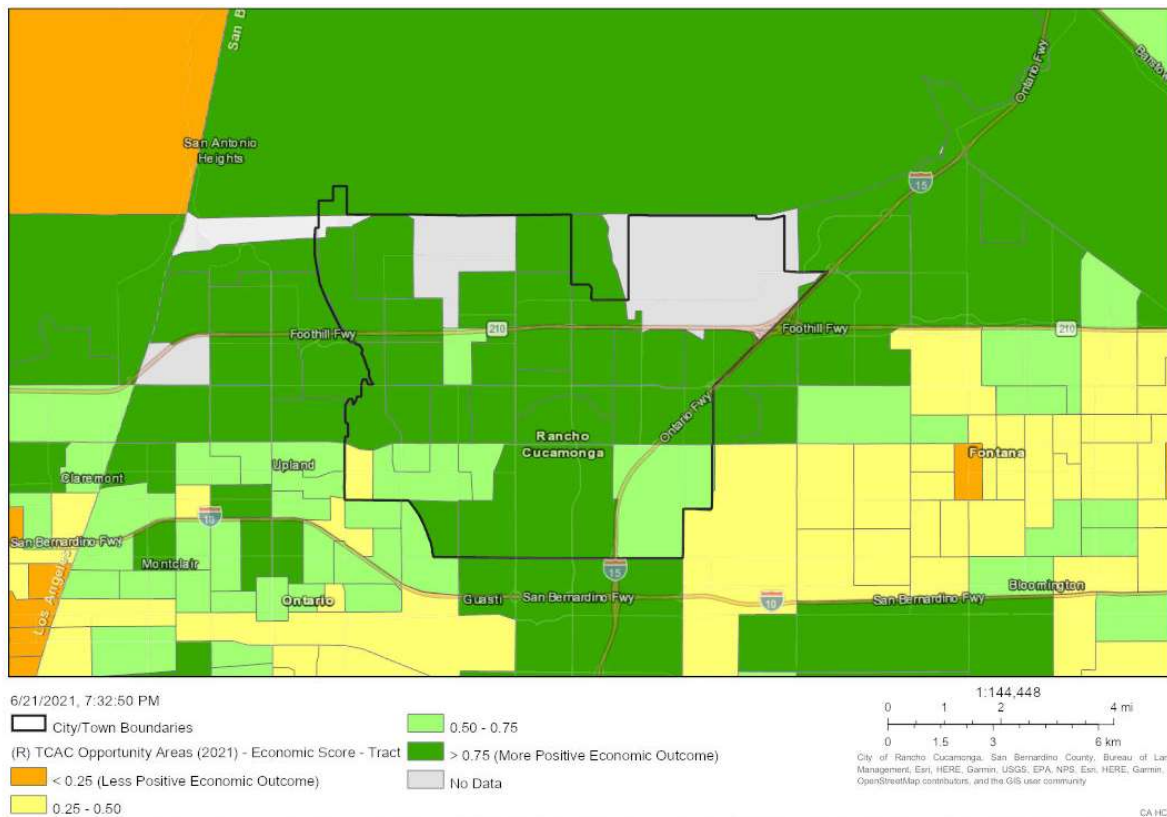 San B
Barstow
Ontario Fwy
San Antonio
Heights
15
Foothill Fwy
210
Foothill Fwy
210
Ontario Fwy
Rancho
Cucamonga
Fontana
Upland
Claremont
10
San Bernardino Fwy
Montclair
15
Bloomington
Los Angeles
Ontario
Guasti
San Bernardino Fwy
10
San Bernardino Fwy
6/21/2021, 7:32:50 PM
City/Town Boundaries
(R) TCAC Opportunity Areas (2021) - Economic Score - Tract
< 0.25 (Less Positive Economic Outcome)
0.25 - 0.50
0.50 - 0.75
> 0.75 (More Positive Economic Outcome)
No Data
1:144,448
0 1 2 4 mi
0 1.5 3 6 km
City of Rancho Cucamonga, San Bernardino County, Bureau of Lan
Management, Esri, HERE, Garmin, USGS, EPA, NPS, Esri, HERE, Garmin,
OpenStreetMap contributors, and the GIS user community
CA HC